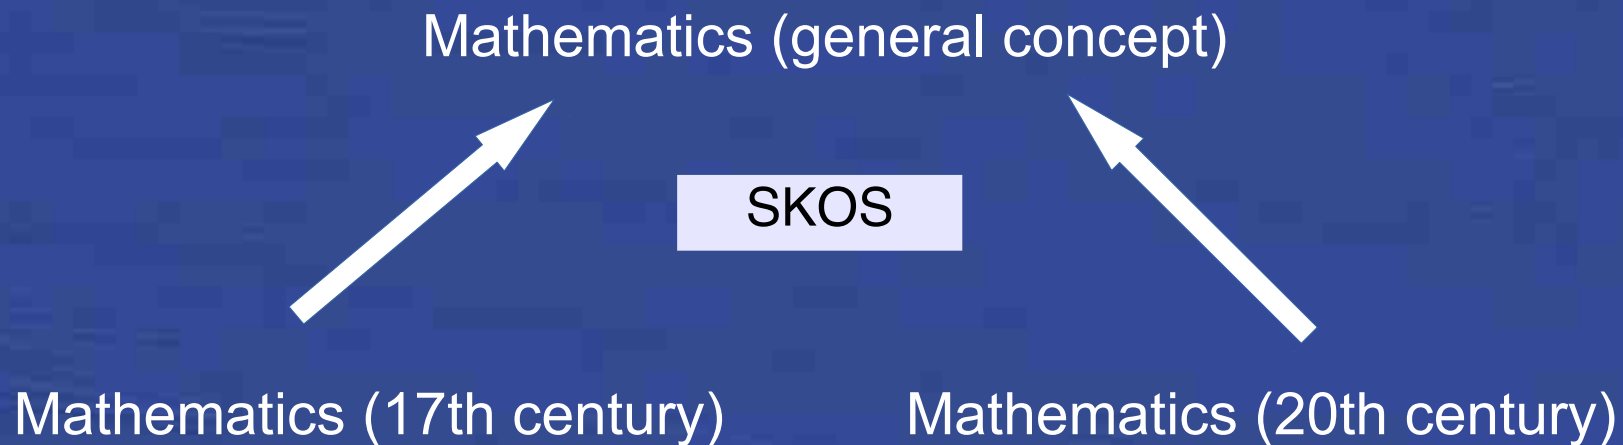 Mathematics (general concept)
SKOS
Mathematics (17th century)
Mathematics (20th century)